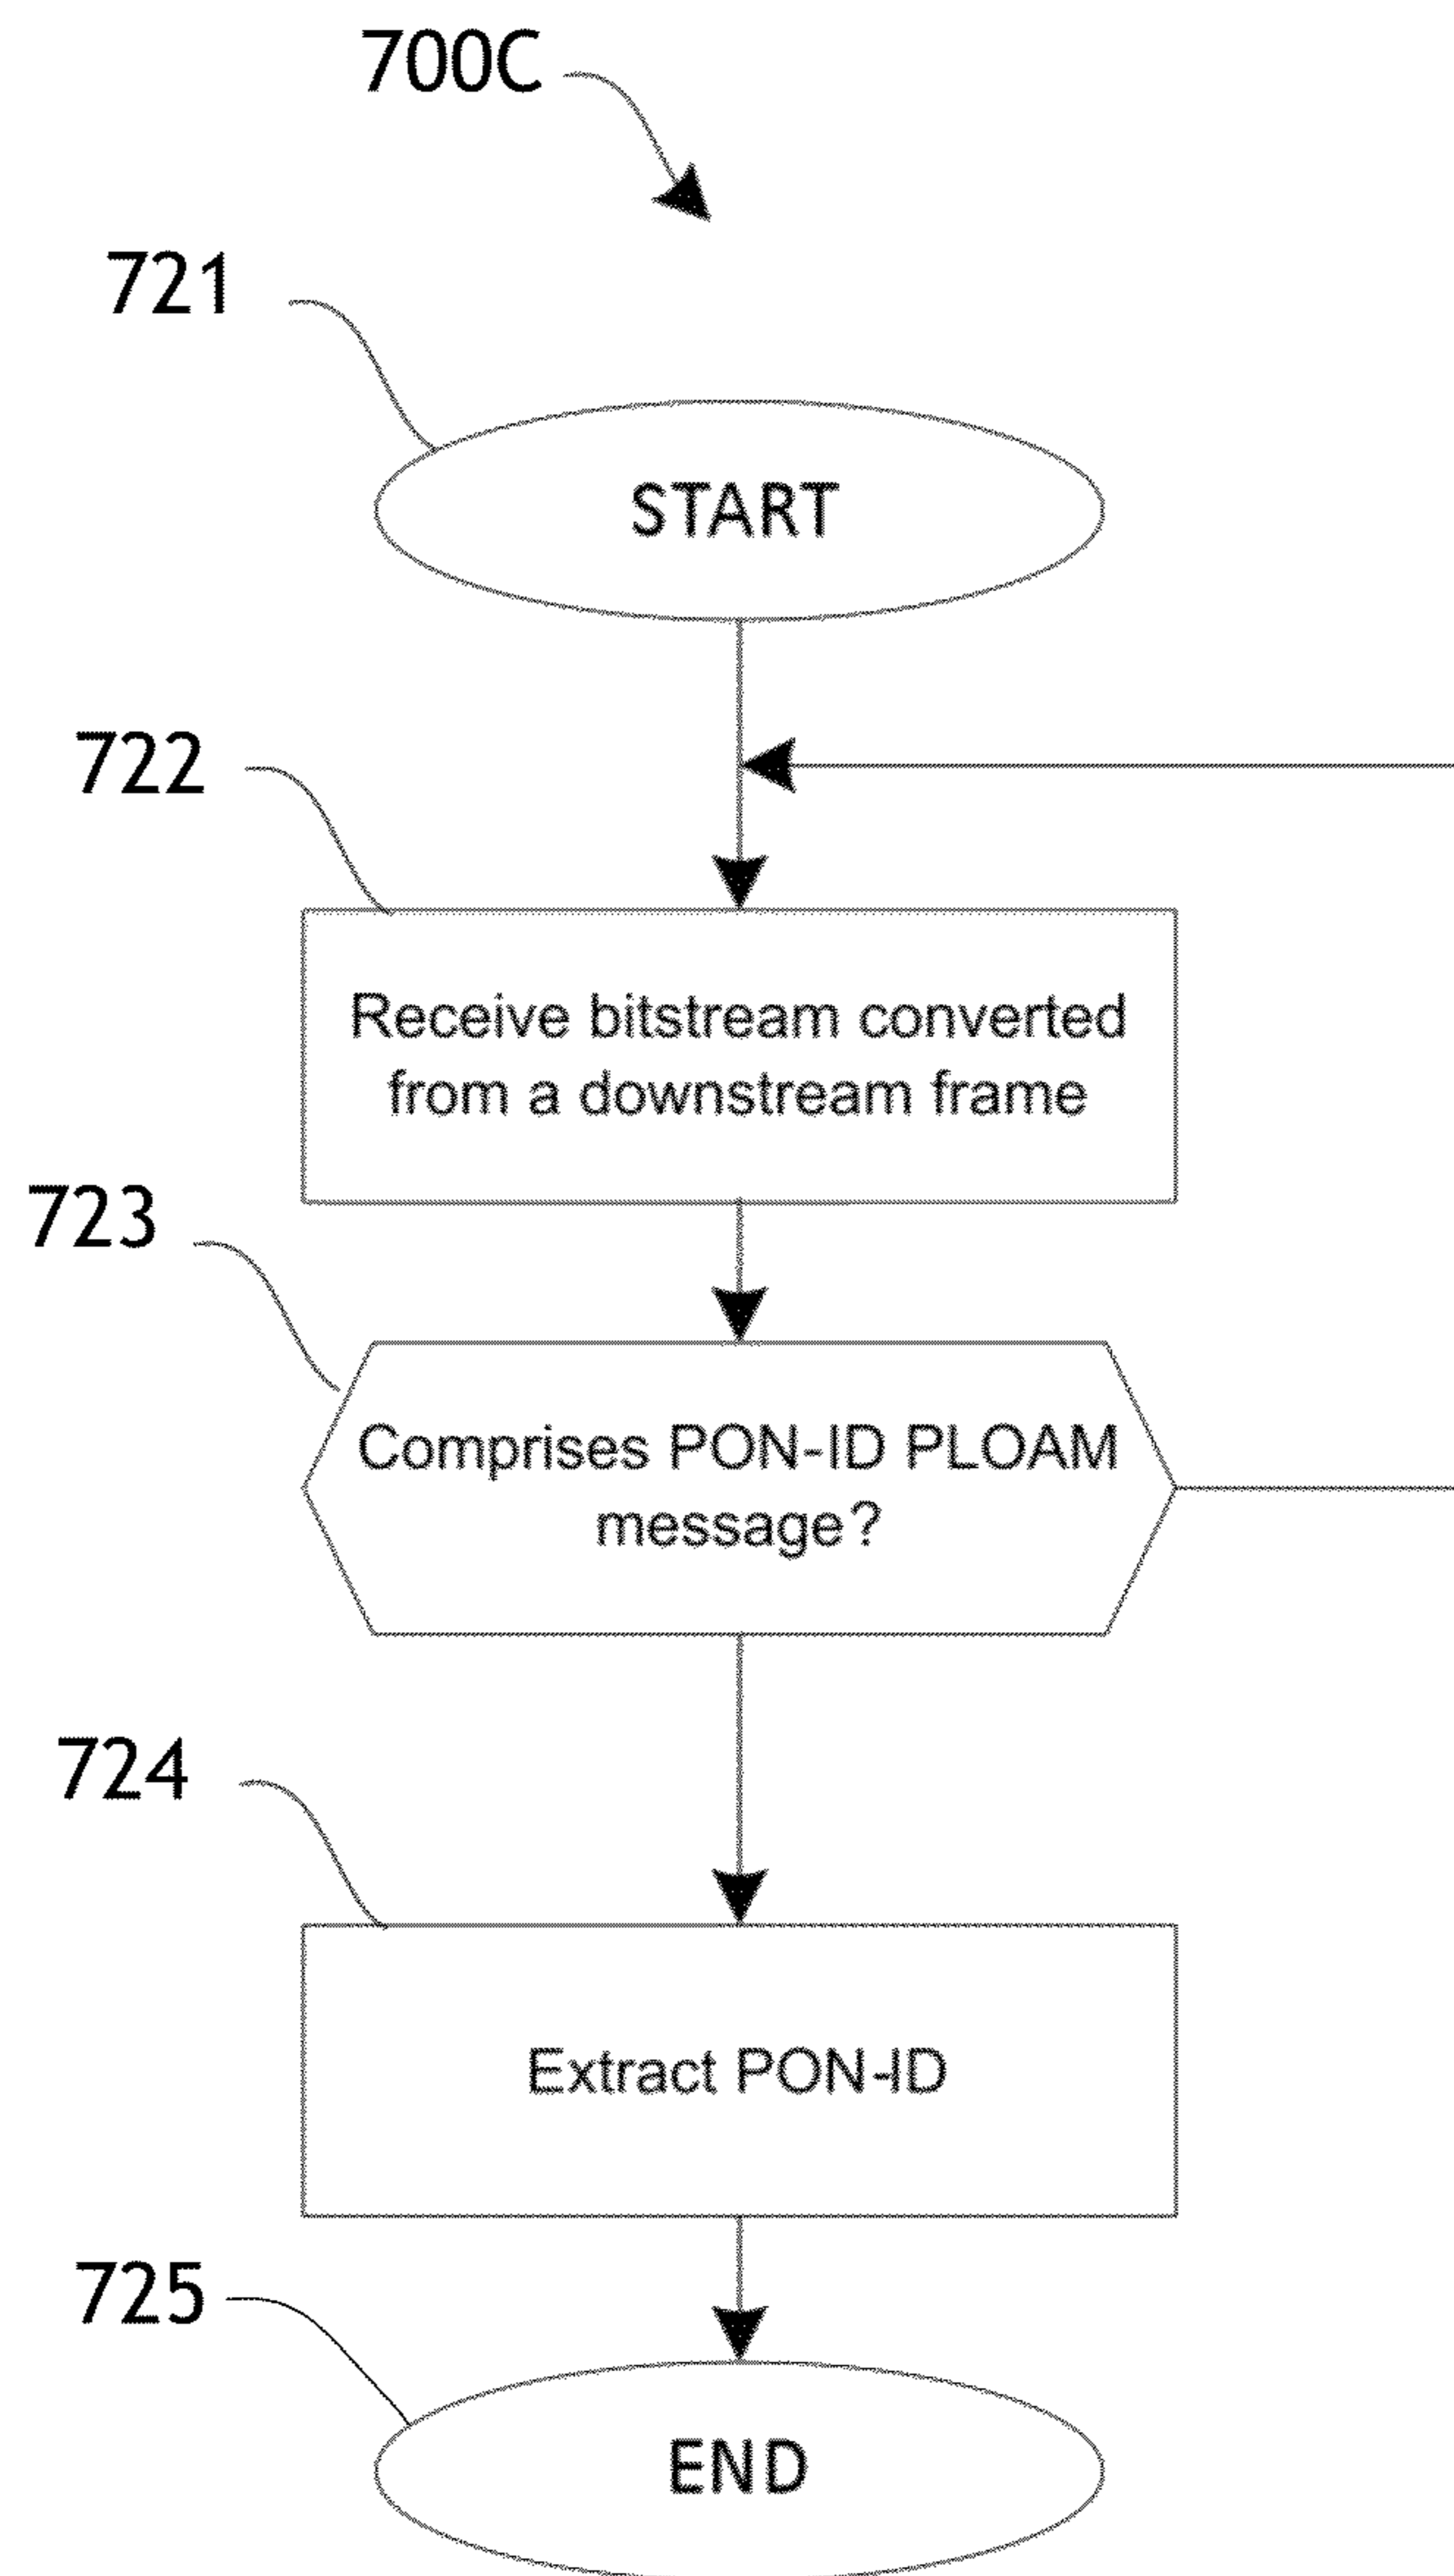 700C
721
START
722
Receive bitstream converted
from a downstream frame
723
Comprises PON-ID PLOAM
message?
724
Extract PON-ID
725
END